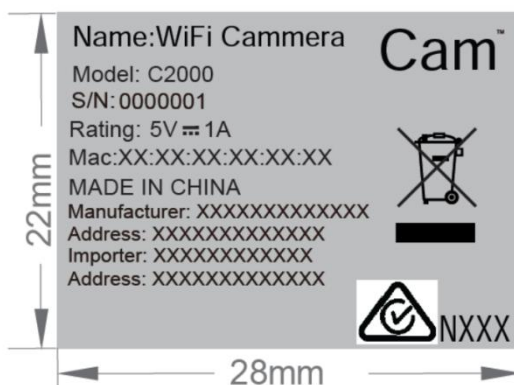 Name:WiFi Cammera
Cam™
Model: C2000
S/N: 0000001
Rating: 5V ⎓ 1A
Mac:XX:XX:XX:XX:XX:XX
MADE IN CHINA
Manufacturer: XXXXXXXXXXXXX
Address: XXXXXXXXXXXXX
Importer: XXXXXXXXXXXX
Address: XXXXXXXXXXXXX
NXXX
22mm
28mm